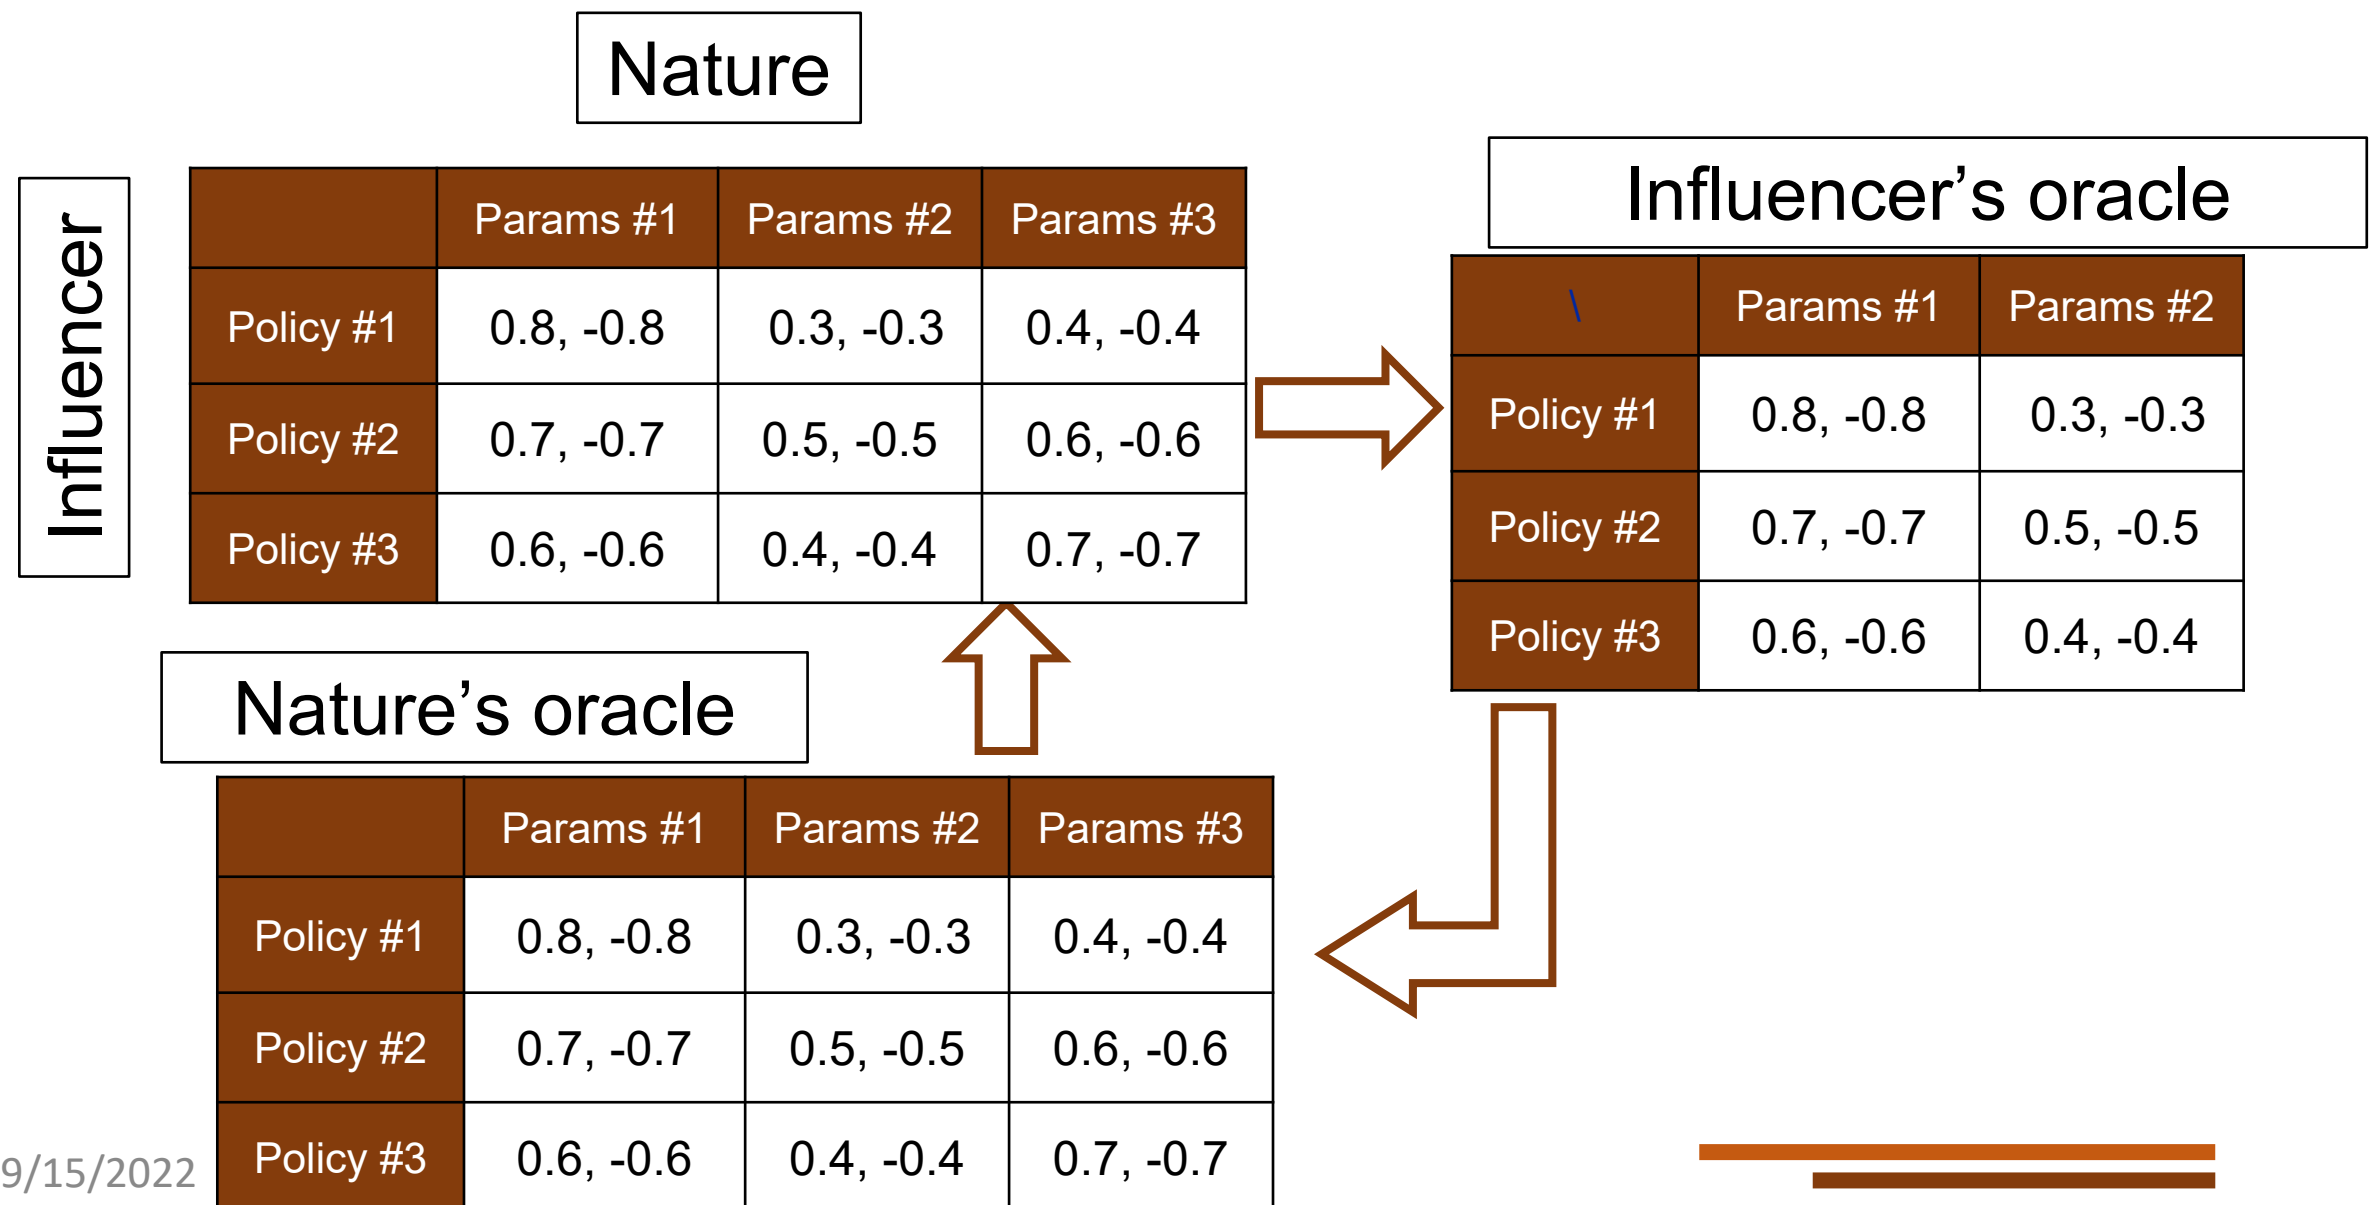 Nature
Influencer
Params #1 Params #2 Params #3
Policy #1 0.8, -0.8 0.3, -0.3 0.4, -0.4
Policy #2 0.7, -0.7 0.5, -0.5 0.6, -0.6
Policy #3 0.6, -0.6 0.4, -0.4 0.7, -0.7
Influencer’s oracle
\ Params #1 Params #2
Policy #1 0.8, -0.8 0.3, -0.3
Policy #2 0.7, -0.7 0.5, -0.5
Policy #3 0.6, -0.6 0.4, -0.4
Nature’s oracle
Params #1 Params #2 Params #3
Policy #1 0.8, -0.8 0.3, -0.3 0.4, -0.4
Policy #2 0.7, -0.7 0.5, -0.5 0.6, -0.6
Policy #3 0.6, -0.6 0.4, -0.4 0.7, -0.7
9/15/2022